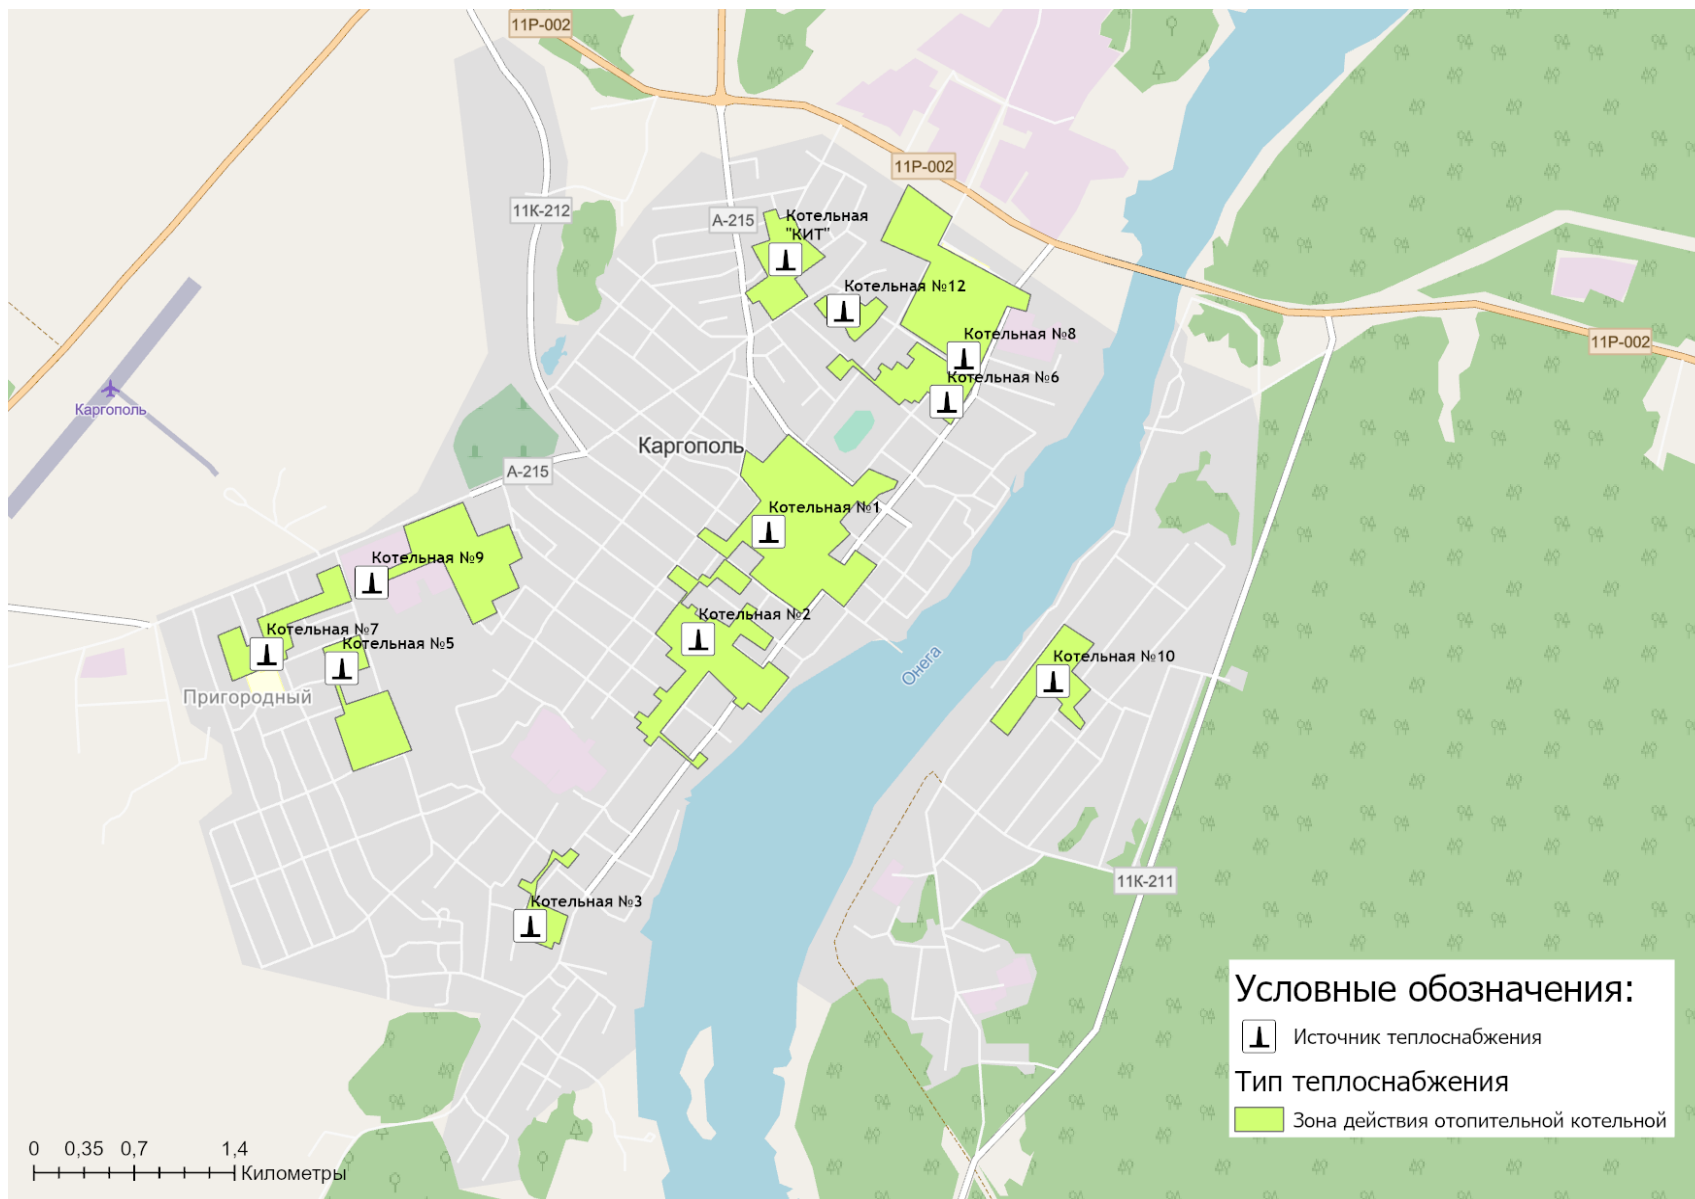 11Р-002
11Р-002
11К-212
А-215
Котельная
"КИТ"
Котельная №12
Котельная №8
11Р-002
Котельная №6
Каргополь
Каргополь
А-215
Котельная №1
Котельная №9
Котельная №2
Котельная №7
Котельная №5
Онега
Котельная №10
Пригородный
11К-211
Котельная №3
Условные обозначения:
Источник теплоснабжения
Тип теплоснабжения
Зона действия отопительной котельной
0 0,35 0,7 1,4
Километры